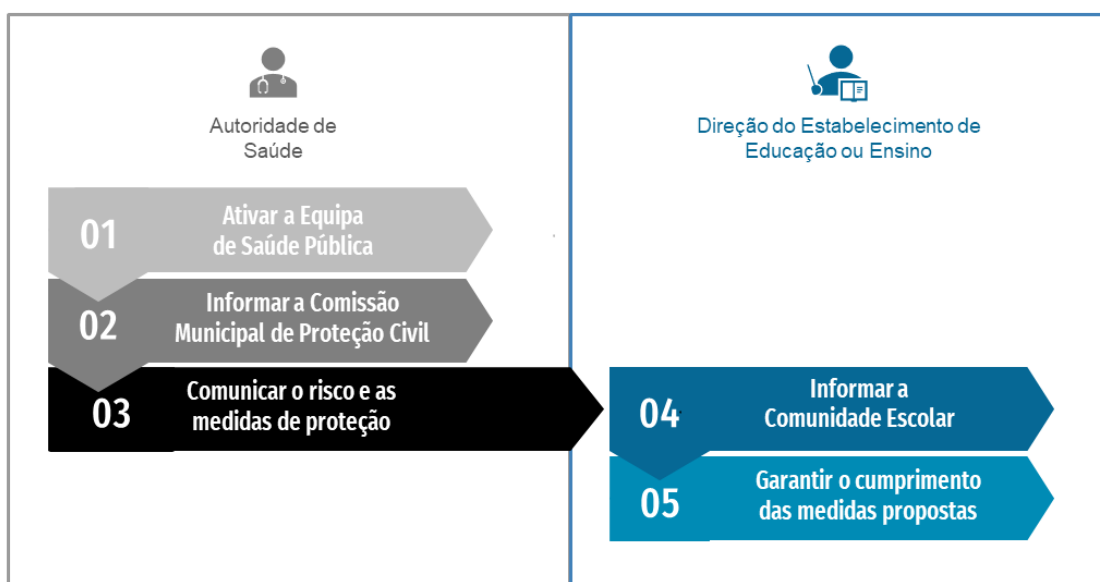 Autoridade de
Saúde
Direção do Estabelecimento de
Educação ou Ensino
01
Ativar a Equipa
de Saúde Pública
02
Informar a Comissão
Municipal de Proteção Civil
03
Comunicar o risco e as
medidas de proteção
04
Informar a
Comunidade Escolar
05
Garantir o cumprimento
das medidas propostas